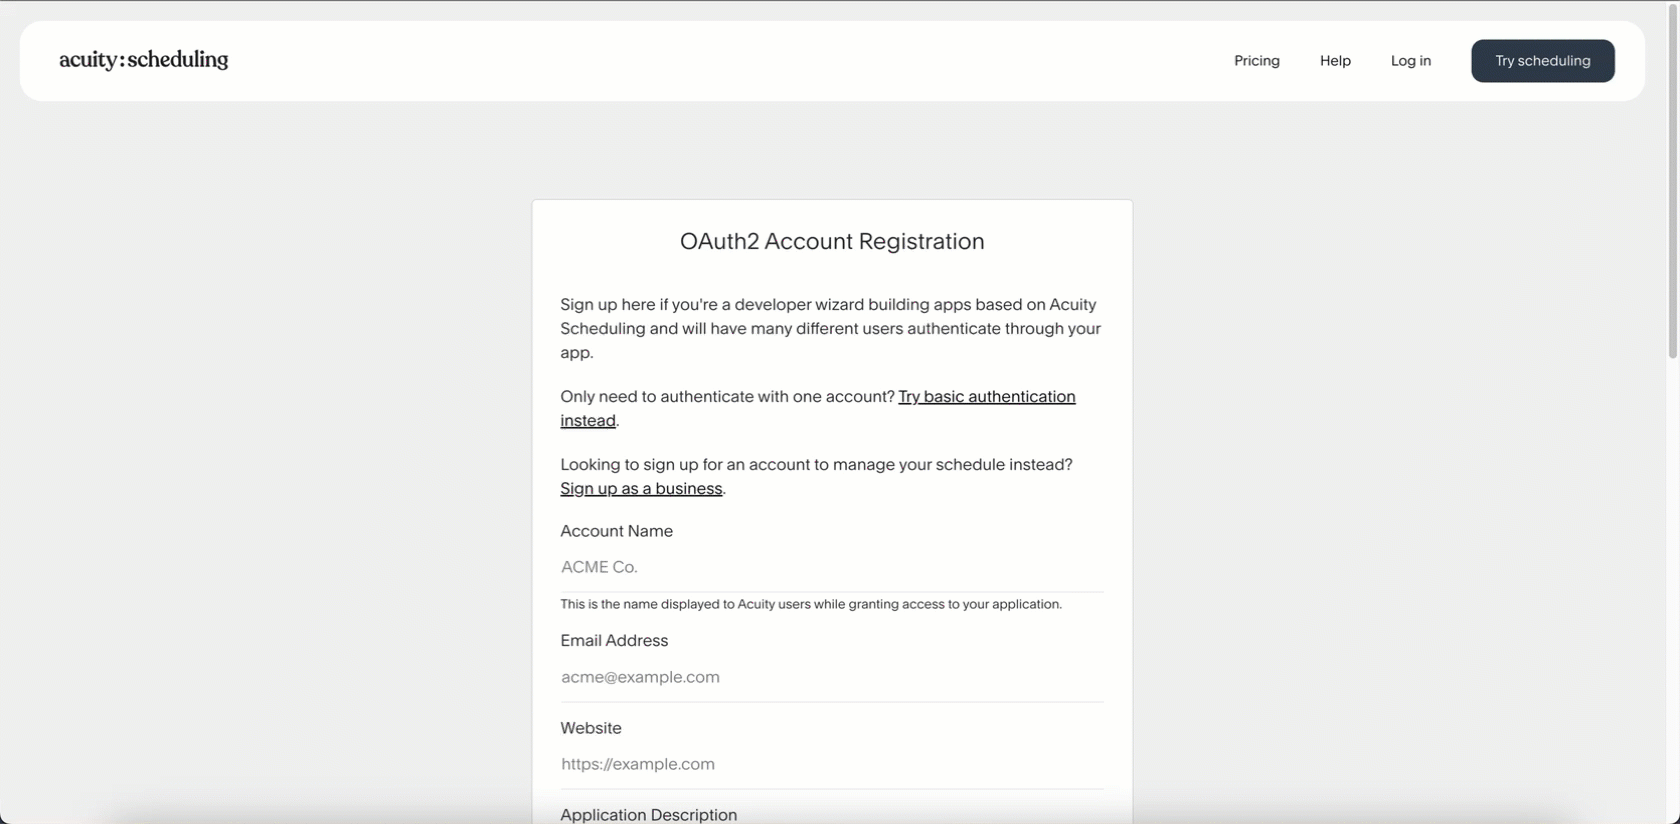 acuity:scheduling
Pricing
Help
Log in
Try scheduling
OAuth2 Account Registration
Sign up here if you're a developer wizard building apps based on Acuity
Scheduling and will have many different users authenticate through your
app.
Only need to authenticate with one account? Try basic authentication
instead.
Looking to sign up for an account to manage your schedule instead?
Sign up as a business.
Account Name
ACME Co.
This is the name displayed to Acuity users while granting access to your application.
Email Address
acme@example.com
Website
https://example.com
Application Description